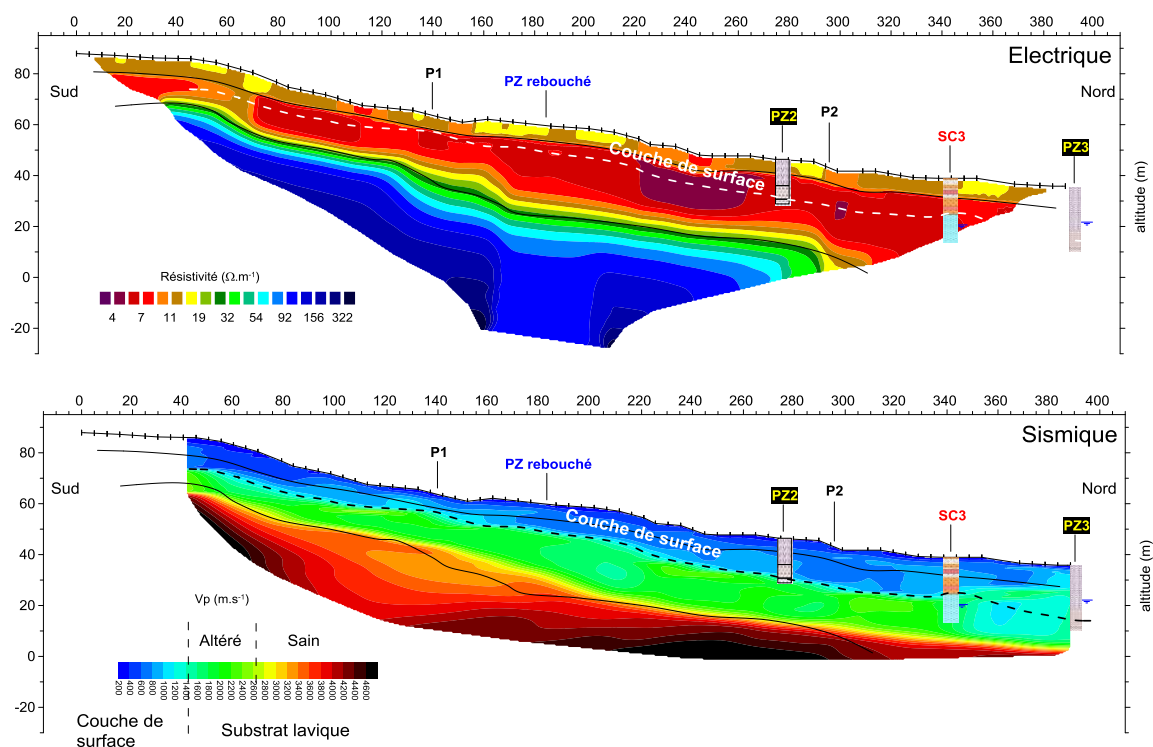 0 20 40 60 80 100 120 140 160 180 200 220 240 260 280 300 320 340 360 380 400
Electrique
80
60
40
20
0
-20
Sud
Nord
P1
PZ rebouché
PZ2
P2
SC3
PZ3
Couche de surface
altitude (m)
Résistivité (Ω.m⁻¹)
4 7 11 19 32 54 92 156 322
0 20 40 60 80 100 120 140 160 180 200 220 240 260 280 300 320 340 360 380 400
Sismique
80
60
40
20
0
-20
Sud
Nord
P1
PZ rebouché
PZ2
P2
SC3
PZ3
Couche de surface
altitude (m)
Vp (m.s⁻¹)
Altéré
Sain
200 400 600 800 1000 1200 1400 1600 1800 2000 2200 2400 2600 2800 3000 3200 3400 3600 3800 4000 4200 4400 4600
Couche de
surface
Substrat lavique